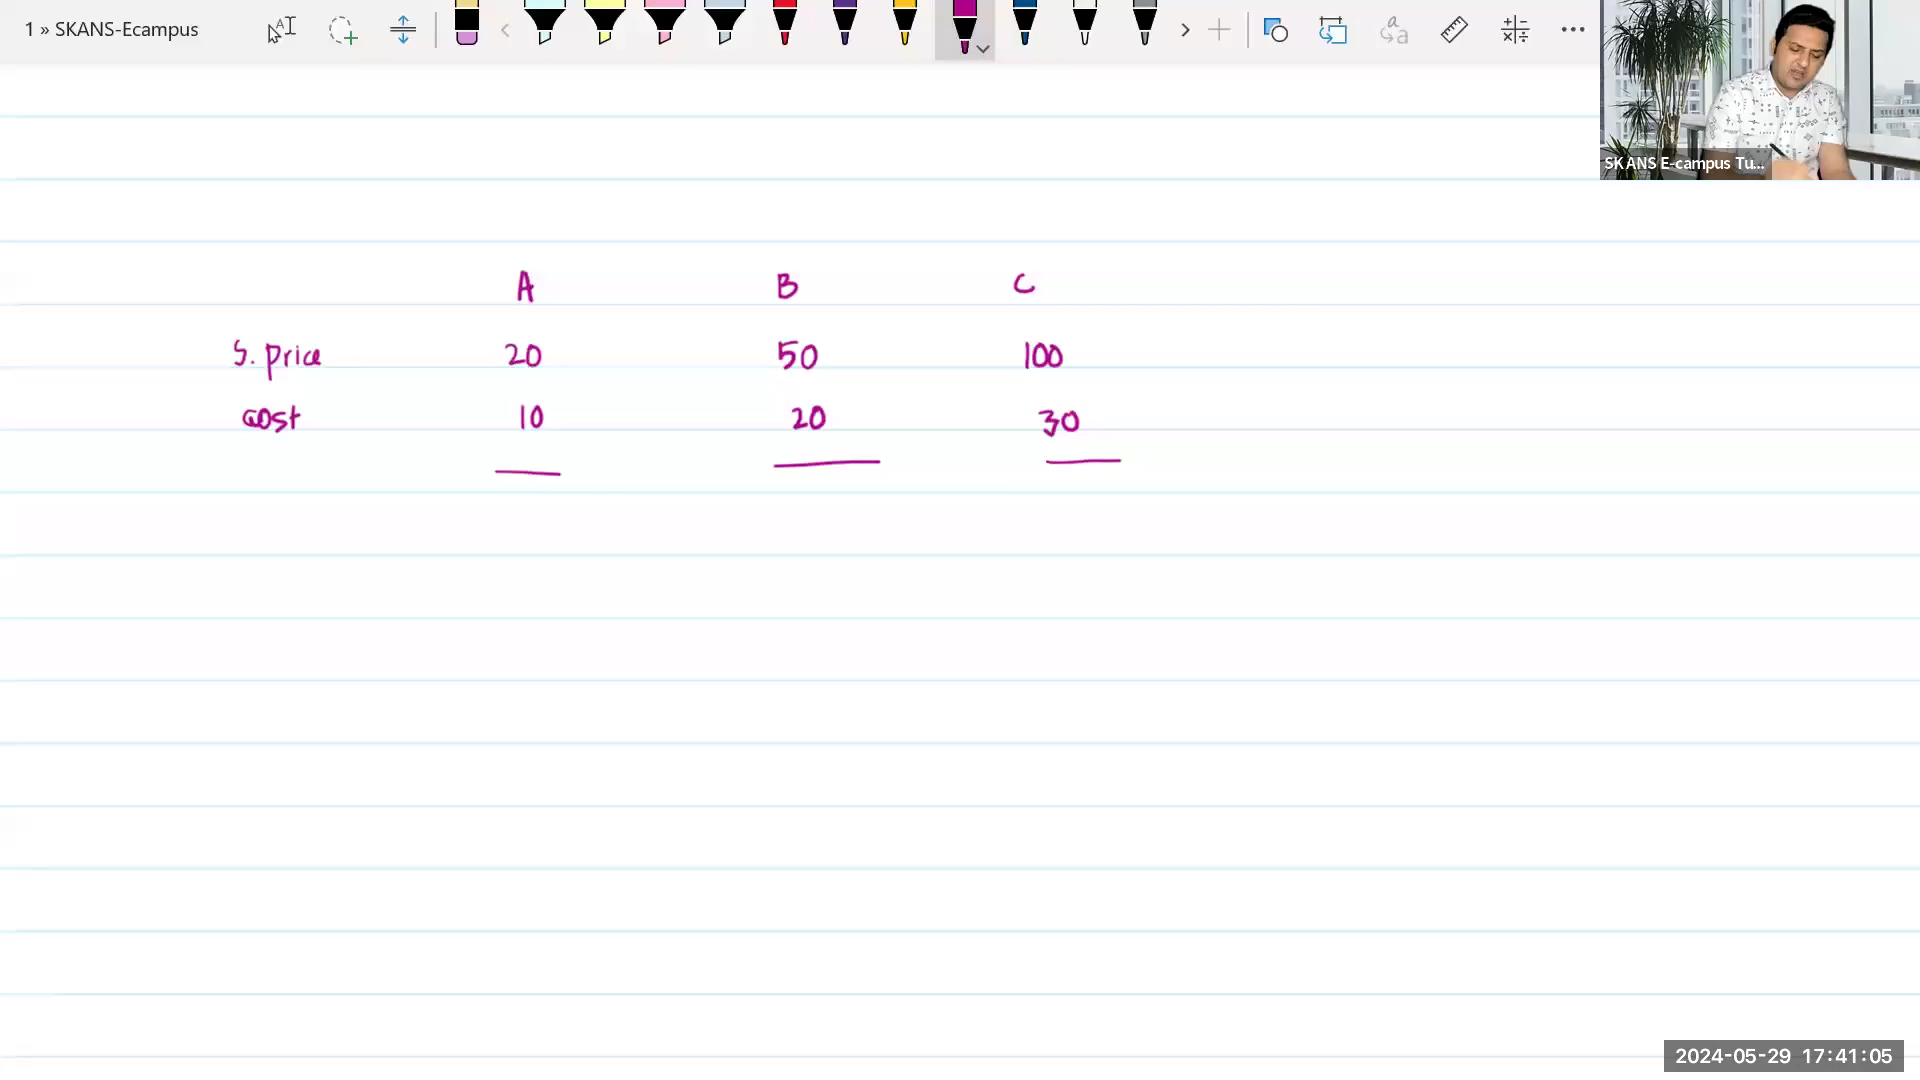 1 » SKANS-Ecampus
SKANS E-campus Tu...
A B C
S. price 20 50 100
cost 10 20 30
2024-05-29 17:41:05